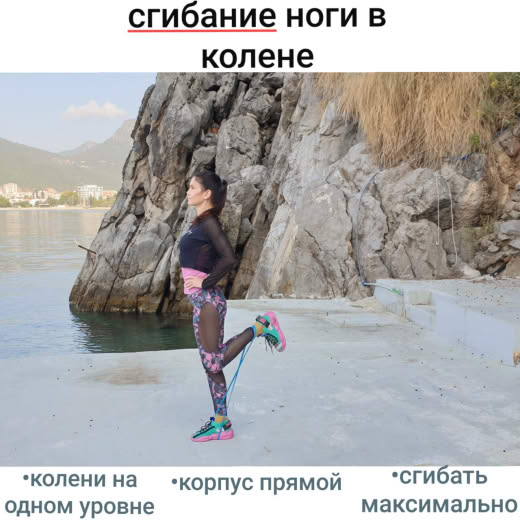 сгибание ноги в
колене
•колени на
одном уровне
•корпус прямой
•сгибать
максимально